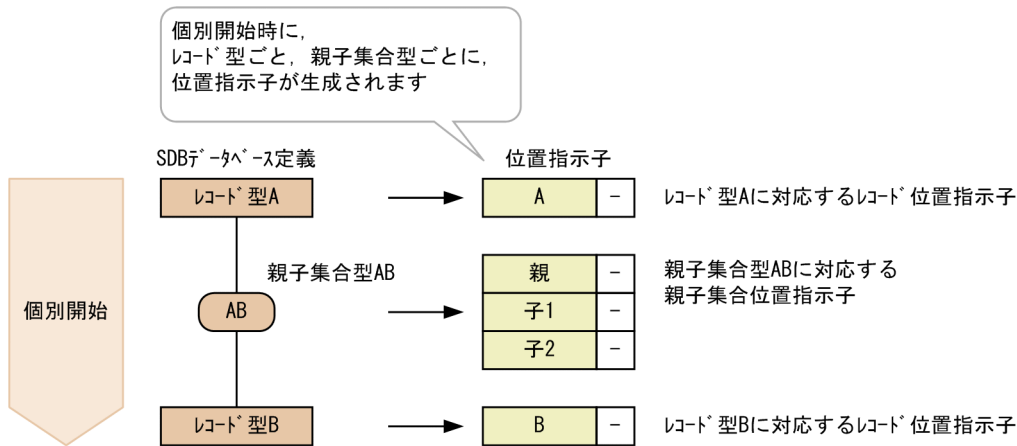 個別開始時に，
ﾚｺｰﾄﾞ型ごと，親子集合型ごとに，
位置指示子が生成されます
SDBﾃﾞｰﾀﾍﾞｰｽ定義
位置指示子
ﾚｺｰﾄﾞ型A
A
−
ﾚｺｰﾄﾞ型Aに対応するﾚｺｰﾄﾞ位置指示子
親子集合型AB
親
−
親子集合型ABに対応する
親子集合位置指示子
個別開始
AB
子1
−
子2
−
ﾚｺｰﾄﾞ型B
B
−
ﾚｺｰﾄﾞ型Bに対応するﾚｺｰﾄﾞ位置指示子